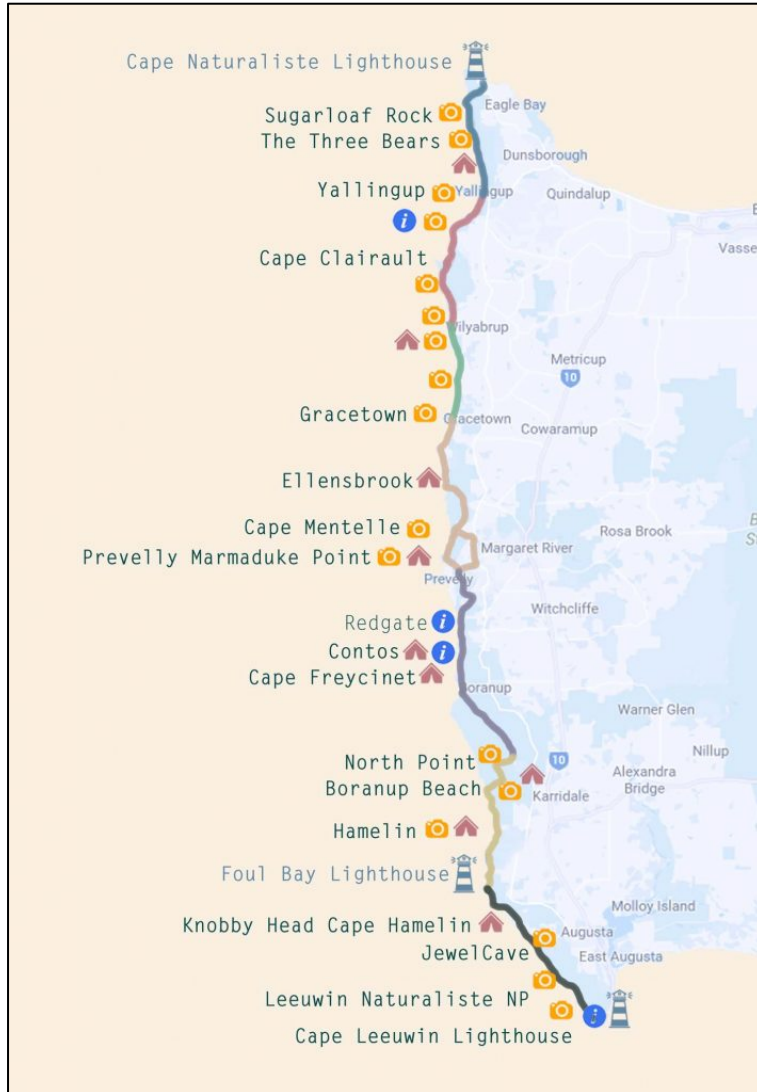 Cape Naturaliste Lighthouse
Eagle Bay
Sugarloaf Rock
The Three Bears
Dunsborough
Yallingup
Yallingup
Quindalup
i
Vasse
Cape Clairault
Wilyabrup
Metricup
10
Gracetown
Gracetown
Cowaramup
Ellensbrook
Cape Mentelle
Rosa Brook
Margaret River
Prevelly Marmaduke Point
Prevelly
Witchcliffe
Redgate
i
Contos
i
Cape Freycinet
Boranup
Warner Glen
Nillup
North Point
10
Alexandra
Bridge
Boranup Beach
Karridale
Hamelin
Foul Bay Lighthouse
Molloy Island
Knobby Head Cape Hamelin
Augusta
JewelCave
East Augusta
Leeuwin Naturaliste NP
i
Cape Leeuwin Lighthouse